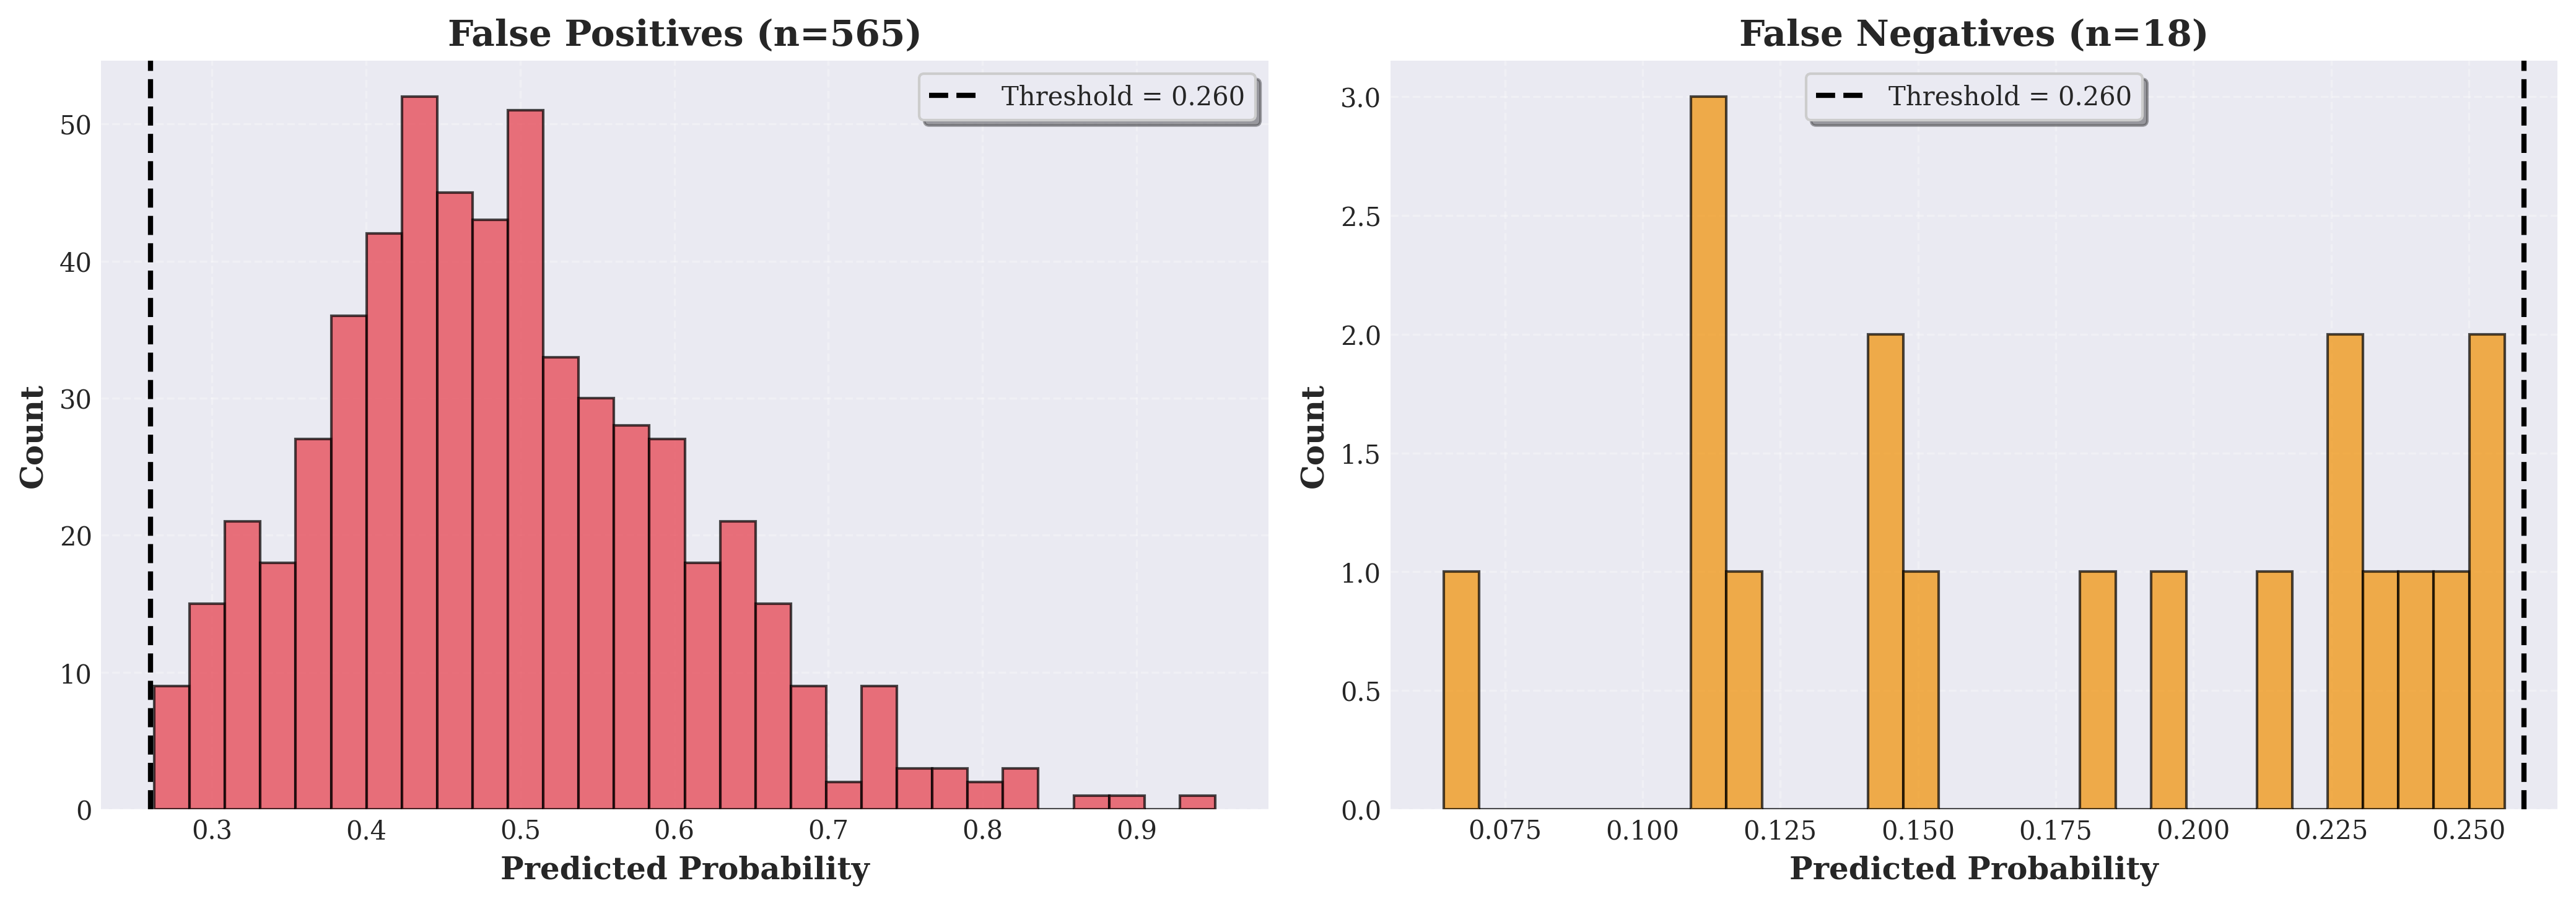 False Positives (n=565)
Threshold = 0.260
Count
50
40
30
20
10
0
0.3 0.4 0.5 0.6 0.7 0.8 0.9
Predicted Probability
False Negatives (n=18)
Threshold = 0.260
Count
3.0
2.5
2.0
1.5
1.0
0.5
0.0
0.075 0.100 0.125 0.150 0.175 0.200 0.225 0.250
Predicted Probability